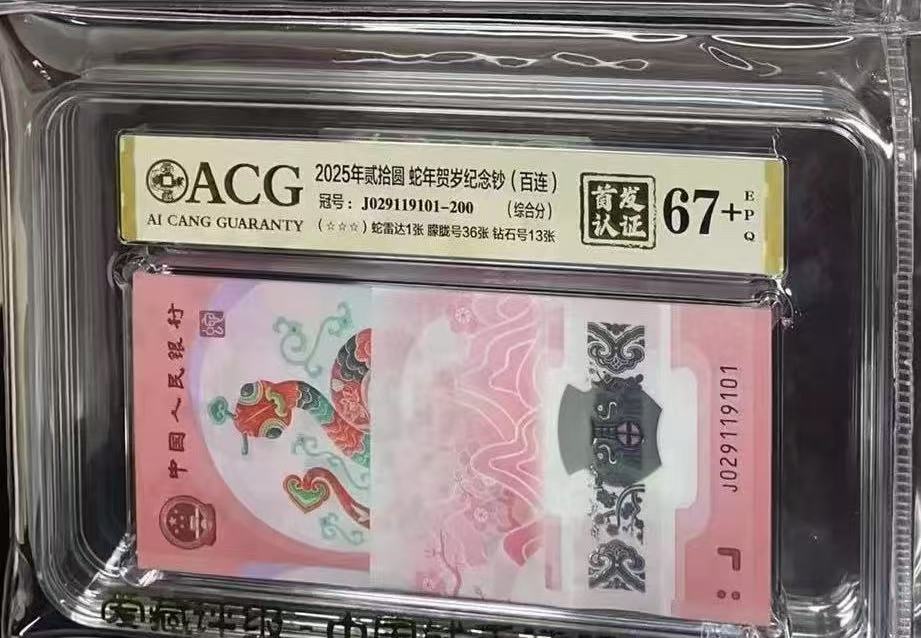 ACG
AI CANG GUARANTY
2025年贰拾圆 蛇年贺岁纪念钞(百连)
冠号: J029119101-200 (综合分)
(☆☆☆) 蛇雷达1张 朦胧号36张 钻石号13张
首发
认证
67+
EPQ
中国人民银行
J029119101